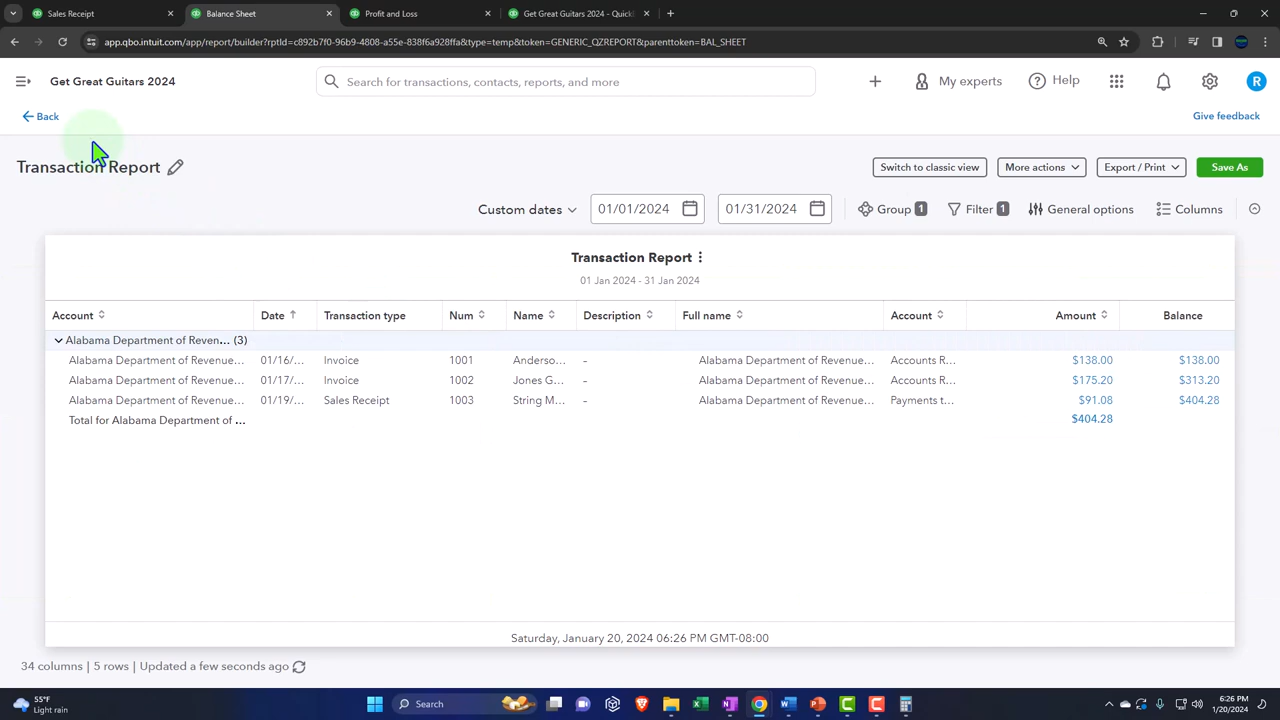 Sales Receipt
Balance Sheet
Profit and Loss
Get Great Guitars 2024 - Quick
app.qbo.intuit.com/app/report/builder?rptId=c892b7f0-96b9-4808-a55e-838f6a928ffa&type=temp&token=GENERIC_QZREPORT&parenttoken=BAL_SHEET
Get Great Guitars 2024
Search for transactions, contacts, reports, and more
My experts
Help
R
Back
Give feedback
Transaction Report
Switch to classic view
More actions
Export / Print
Save As
Custom dates
01/01/2024
01/31/2024
Group 1
Filter 1
General options
Columns
Transaction Report
01 Jan 2024 - 31 Jan 2024
Account Date Transaction type Num Name Description Full name Account Amount Balance
Alabama Department of Reven... (3)
Alabama Department of Revenue... 01/16/... Invoice 1001 Anderso... – Alabama Department of Revenue... Accounts R... $138.00 $138.00
Alabama Department of Revenue... 01/17/... Invoice 1002 Jones G... – Alabama Department of Revenue... Accounts R... $175.20 $313.20
Alabama Department of Revenue... 01/19/... Sales Receipt 1003 String M... – Alabama Department of Revenue... Payments t... $91.08 $404.28
Total for Alabama Department of ... $404.28
Saturday, January 20, 2024 06:26 PM GMT-08:00
34 columns | 5 rows | Updated a few seconds ago
55°F
Light rain
Search
6:26 PM
1/20/2024